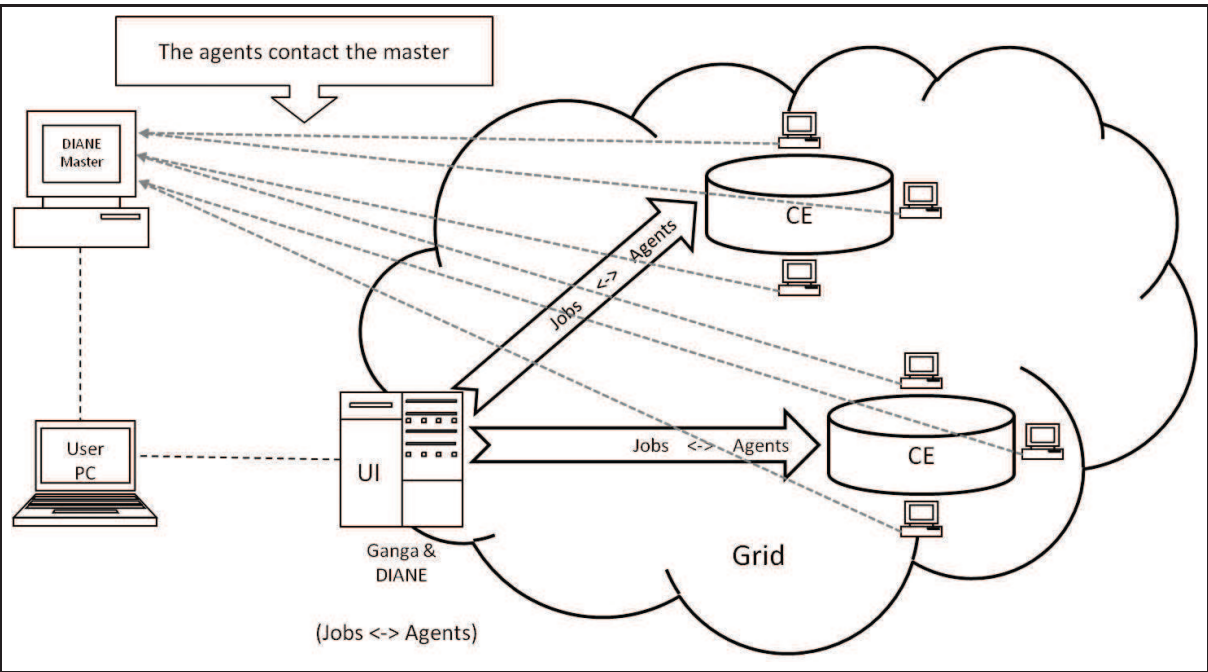 The agents contact the master
DIANE
Master
CE
Jobs <-> Agents
User
PC
UI
Jobs <-> Agents
CE
Ganga &
DIANE
Grid
(Jobs <-> Agents)